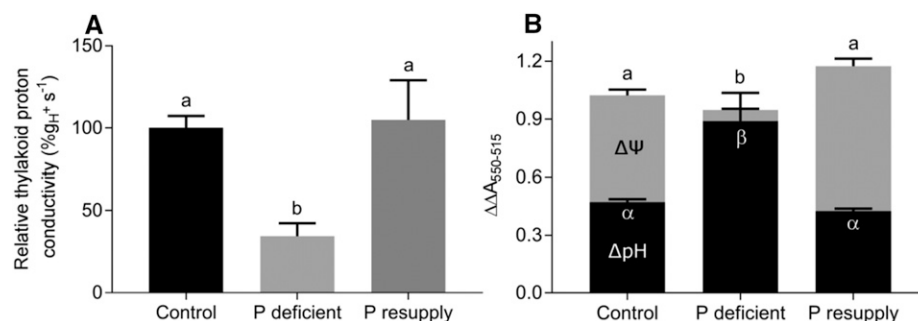 A
Relative thylakoid proton
conductivity (%gH+ s-1)
150
100
50
0
a
b
a
Control
P deficient
P resupply
B
ΔΔA550-515
1.2
0.9
0.6
0.3
0.0
a
b
a
ΔΨ
β
α
α
ΔpH
Control
P deficient
P resupply